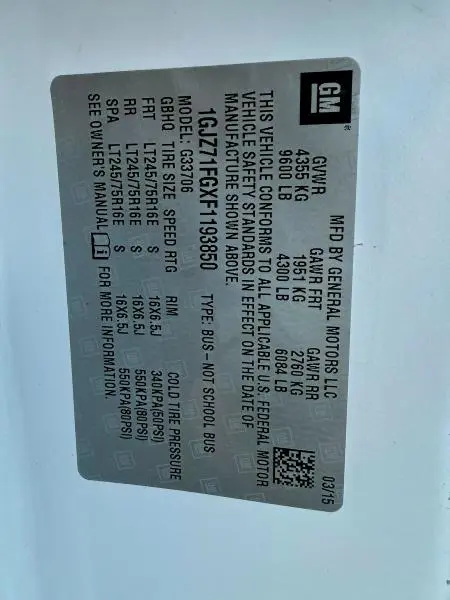 GM®
MFD BY GENERAL MOTORS LLC 03/15
GVWR GAWR FRT GAWR RR
4355 KG 1951 KG 2760 KG
9600 LB 4300 LB 6084 LB
THIS VEHICLE CONFORMS TO ALL APPLICABLE U.S. FEDERAL MOTOR
VEHICLE SAFETY STANDARDS IN EFFECT ON THE DATE OF
MANUFACTURE SHOWN ABOVE.
1GJZ71FGXF1193850 TYPE: BUS–NOT SCHOOL BUS
MODEL: G33706
GBHQ TIRE SIZE SPEED RTG RIM COLD TIRE PRESSURE
FRT LT245/75R16E S 16X6.5J 340KPA(50PSI)
RR LT245/75R16E S 16X6.5J 550KPA(80PSI)
SPA LT245/75R16E S 16X6.5J 550KPA(80PSI)
SEE OWNER'S MANUAL FOR MORE INFORMATION.